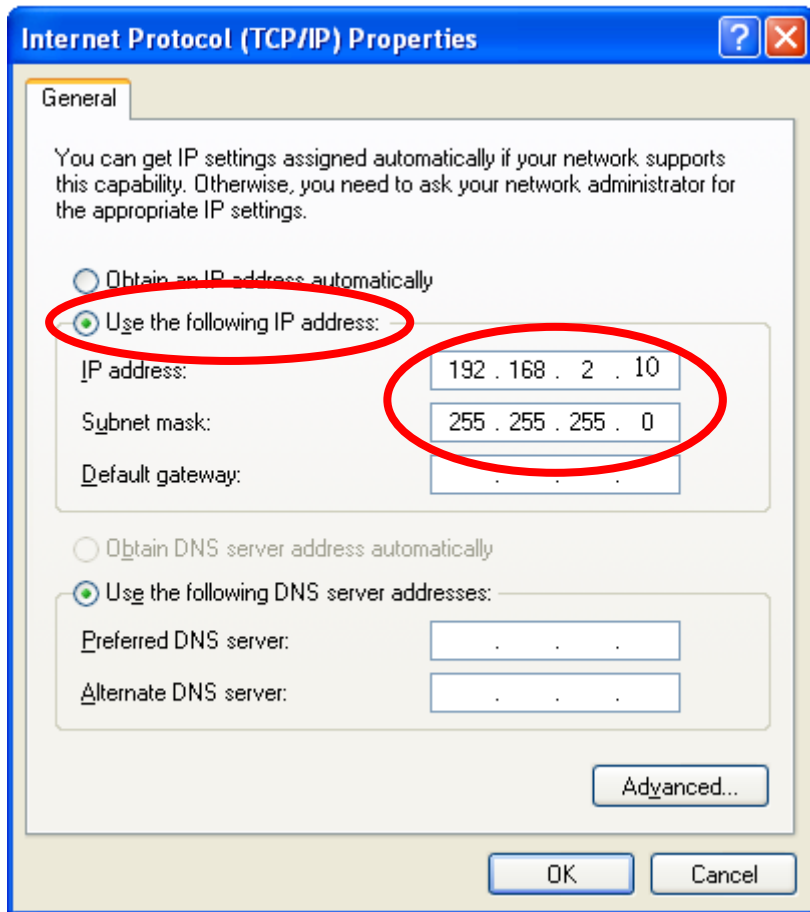 Internet Protocol (TCP/IP) Properties
General
You can get IP settings assigned automatically if your network supports
this capability. Otherwise, you need to ask your network administrator for
the appropriate IP settings.
Obtain an IP address automatically
Use the following IP address:
IP address: 192 . 168 . 2 . 10
Subnet mask: 255 . 255 . 255 . 0
Default gateway: . . .
Obtain DNS server address automatically
Use the following DNS server addresses:
Preferred DNS server: . . .
Alternate DNS server: . . .
Advanced...
OK Cancel